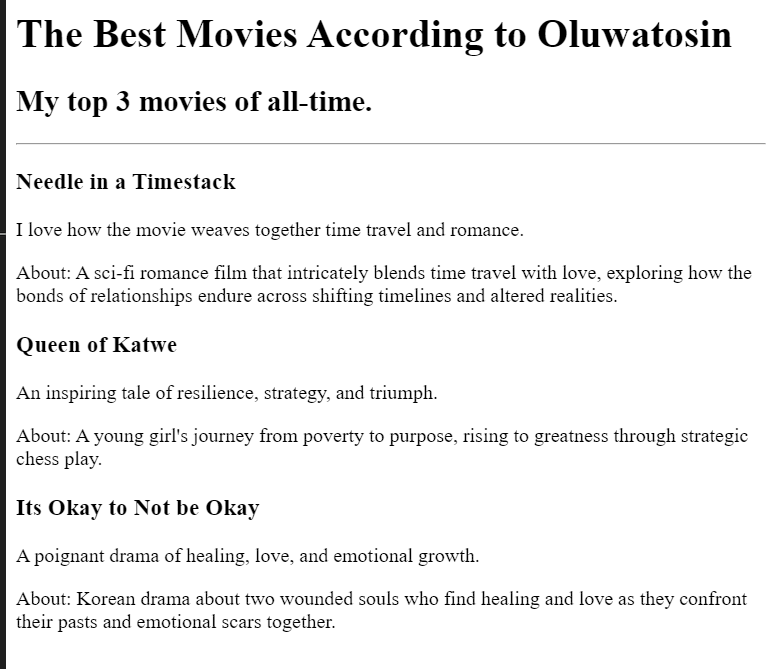 The Best Movies According to Oluwatosin
My top 3 movies of all-time.
Needle in a Timestack
I love how the movie weaves together time travel and romance.
About: A sci-fi romance film that intricately blends time travel with love, exploring how the
bonds of relationships endure across shifting timelines and altered realities.
Queen of Katwe
An inspiring tale of resilience, strategy, and triumph.
About: A young girl's journey from poverty to purpose, rising to greatness through strategic
chess play.
Its Okay to Not be Okay
A poignant drama of healing, love, and emotional growth.
About: Korean drama about two wounded souls who find healing and love as they confront
their pasts and emotional scars together.